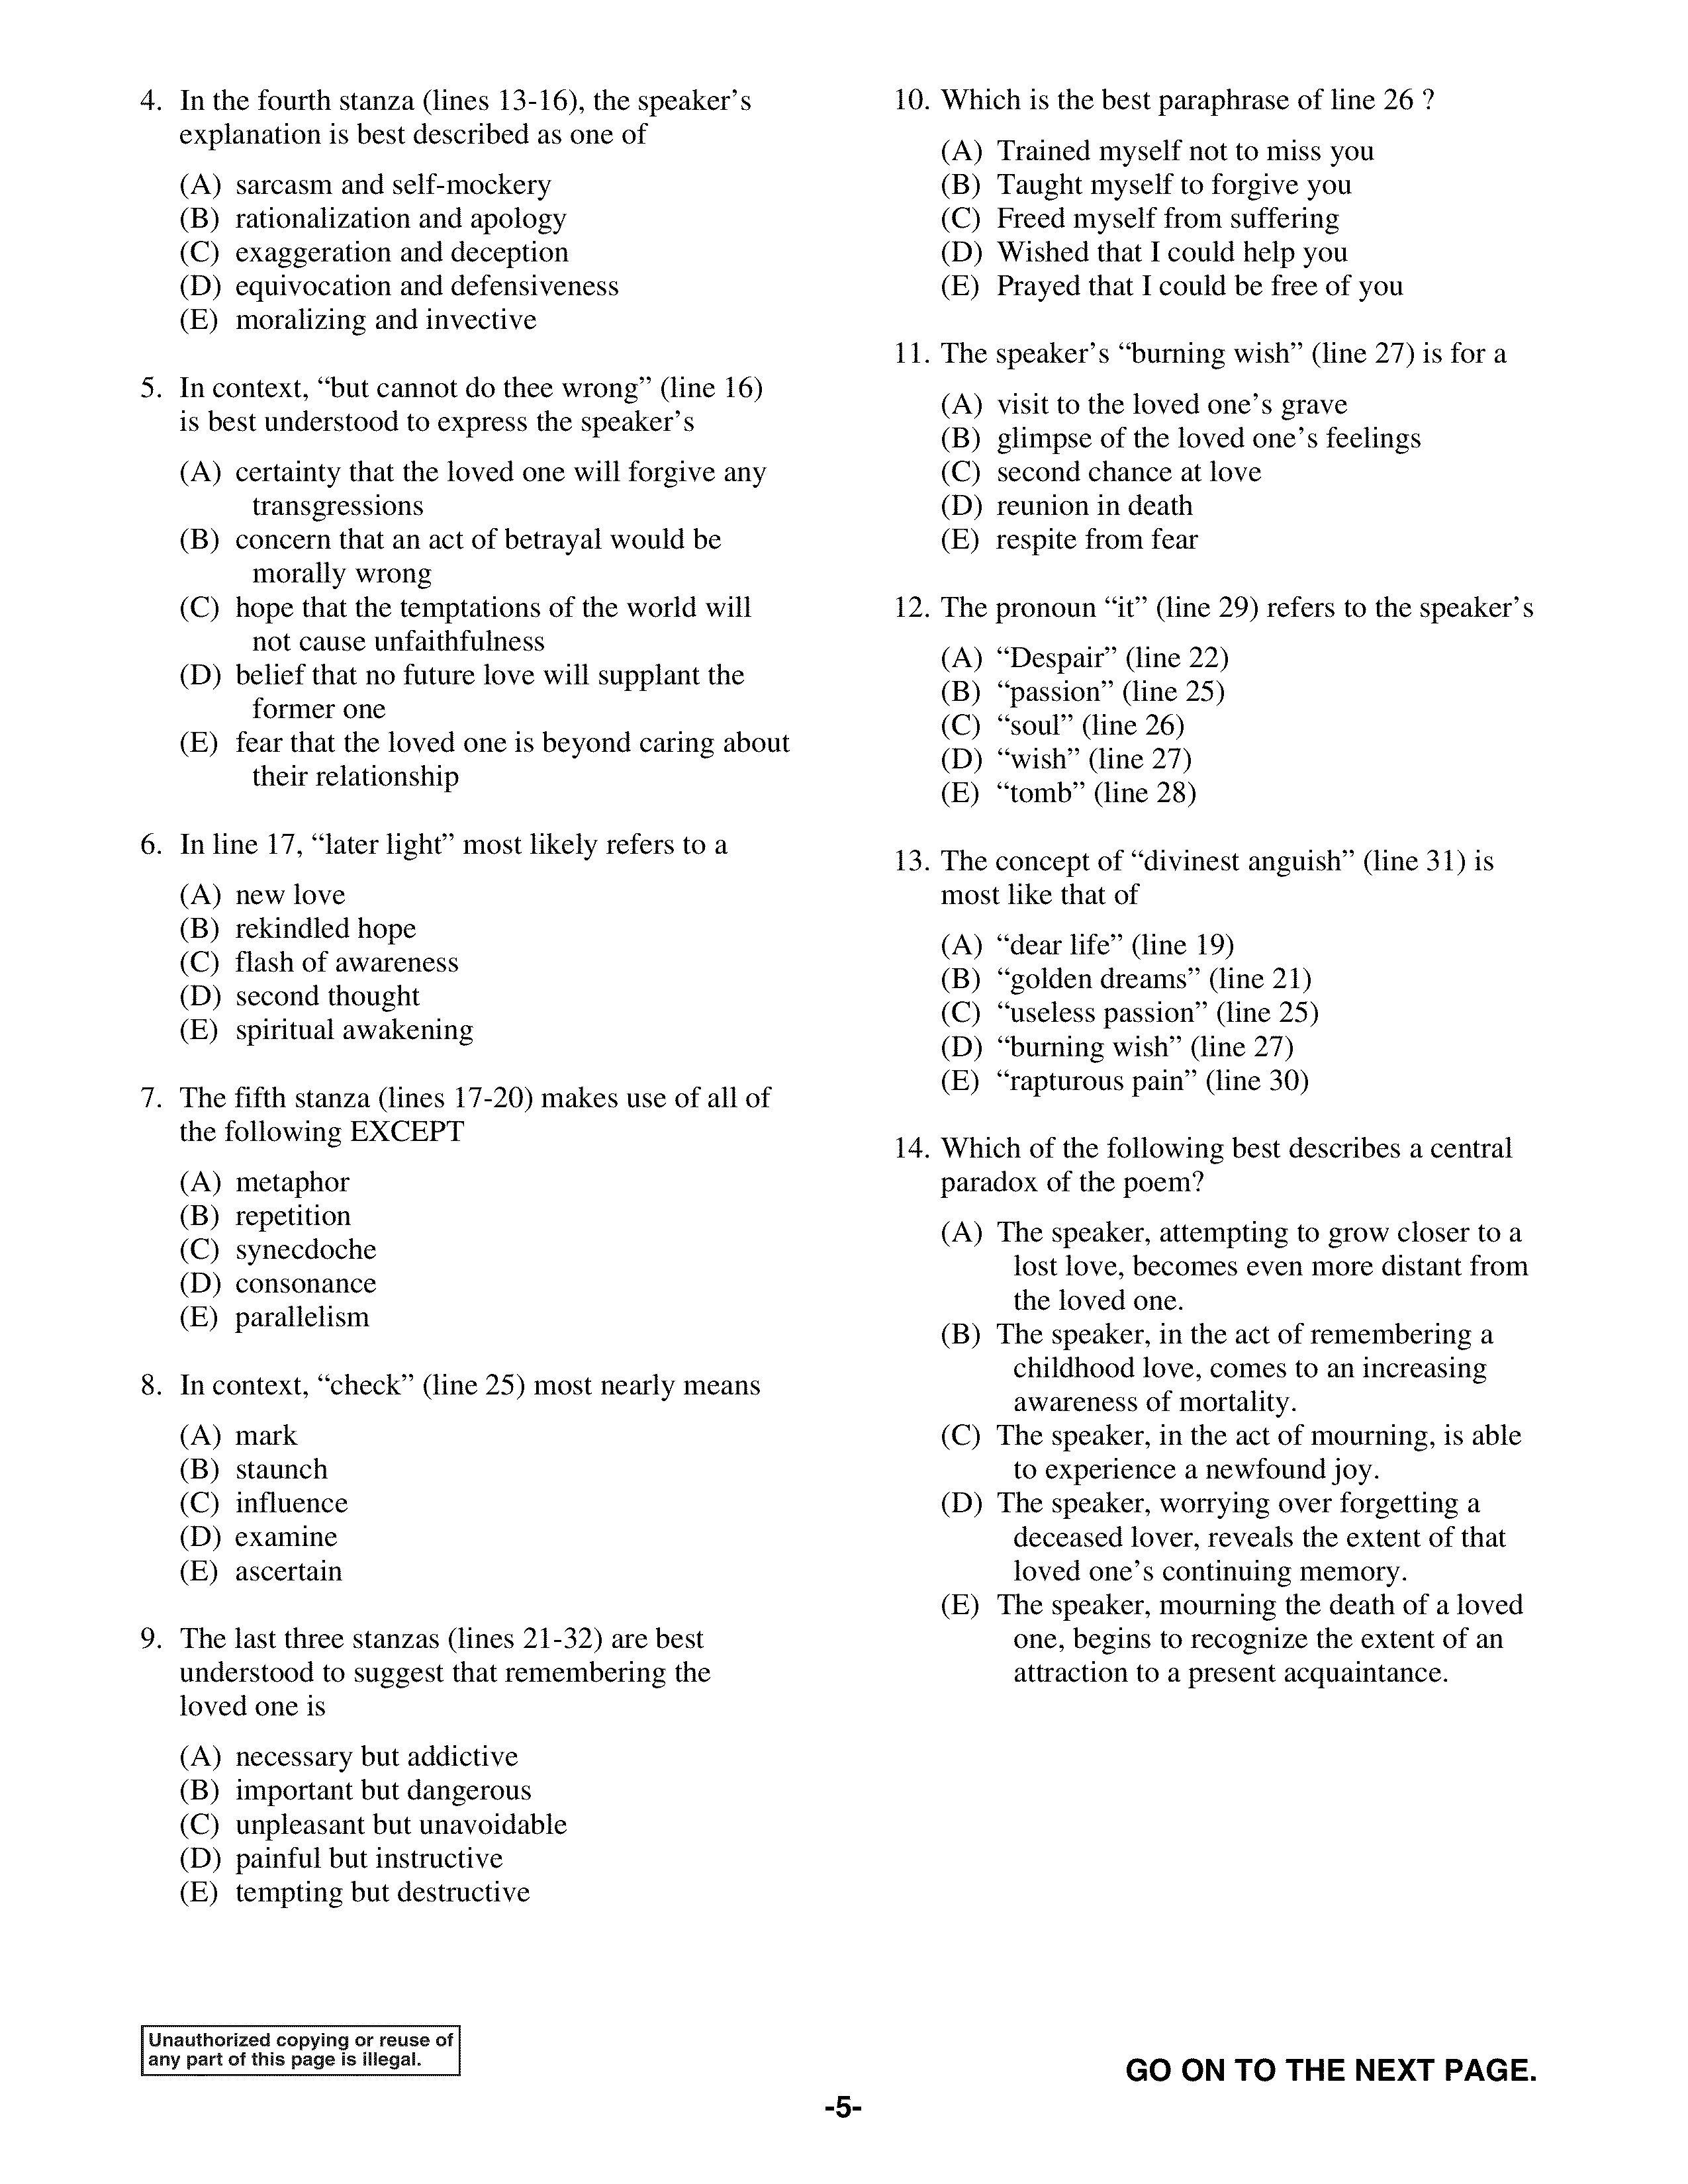 4. In the fourth stanza (lines 13-16), the speaker's
explanation is best described as one of
(A) sarcasm and self-mockery
(B) rationalization and apology
(C) exaggeration and deception
(D) equivocation and defensiveness
(E) moralizing and invective
5. In context, “but cannot do thee wrong” (line 16)
is best understood to express the speaker's
(A) certainty that the loved one will forgive any
transgressions
(B) concern that an act of betrayal would be
morally wrong
(C) hope that the temptations of the world will
not cause unfaithfulness
(D) belief that no future love will supplant the
former one
(E) fear that the loved one is beyond caring about
their relationship
6. In line 17, “later light” most likely refers to a
(A) new love
(B) rekindled hope
(C) flash of awareness
(D) second thought
(E) spiritual awakening
7. The fifth stanza (lines 17-20) makes use of all of
the following EXCEPT
(A) metaphor
(B) repetition
(C) synecdoche
(D) consonance
(E) parallelism
8. In context, “check” (line 25) most nearly means
(A) mark
(B) staunch
(C) influence
(D) examine
(E) ascertain
9. The last three stanzas (lines 21-32) are best
understood to suggest that remembering the
loved one is
(A) necessary but addictive
(B) important but dangerous
(C) unpleasant but unavoidable
(D) painful but instructive
(E) tempting but destructive
10. Which is the best paraphrase of line 26 ?
(A) Trained myself not to miss you
(B) Taught myself to forgive you
(C) Freed myself from suffering
(D) Wished that I could help you
(E) Prayed that I could be free of you
11. The speaker's “burning wish” (line 27) is for a
(A) visit to the loved one's grave
(B) glimpse of the loved one's feelings
(C) second chance at love
(D) reunion in death
(E) respite from fear
12. The pronoun “it” (line 29) refers to the speaker's
(A) “Despair” (line 22)
(B) “passion” (line 25)
(C) “soul” (line 26)
(D) “wish” (line 27)
(E) “tomb” (line 28)
13. The concept of “divinest anguish” (line 31) is
most like that of
(A) “dear life” (line 19)
(B) “golden dreams” (line 21)
(C) “useless passion” (line 25)
(D) “burning wish” (line 27)
(E) “rapturous pain” (line 30)
14. Which of the following best describes a central
paradox of the poem?
(A) The speaker, attempting to grow closer to a
lost love, becomes even more distant from
the loved one.
(B) The speaker, in the act of remembering a
childhood love, comes to an increasing
awareness of mortality.
(C) The speaker, in the act of mourning, is able
to experience a newfound joy.
(D) The speaker, worrying over forgetting a
deceased lover, reveals the extent of that
loved one's continuing memory.
(E) The speaker, mourning the death of a loved
one, begins to recognize the extent of an
attraction to a present acquaintance.
Unauthorized copying or reuse of
any part of this page is illegal.
GO ON TO THE NEXT PAGE.
-5-